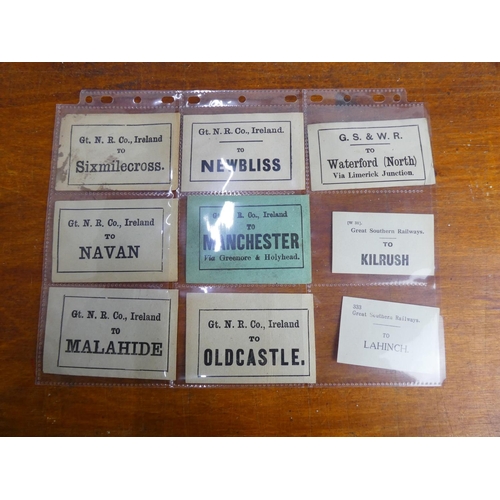 Gt. N. R. Co., Ireland
TO
Sixmilecross.
Gt. N. R. Co., Ireland.
TO
NEWBLISS
G. S. & W. R.
TO
Waterford (North)
Via Limerick Junction.
Gt. N. R. Co., Ireland
TO
NAVAN
Gt. N. R. Co., Ireland
TO
MANCHESTER
Via Greenore & Holyhead.
Great Southern Railways.
TO
KILRUSH
Gt. N. R. Co., Ireland
TO
MALAHIDE
Gt. N. R. Co., Ireland
TO
OLDCASTLE.
Great Southern Railways.
TO
LAHINCH